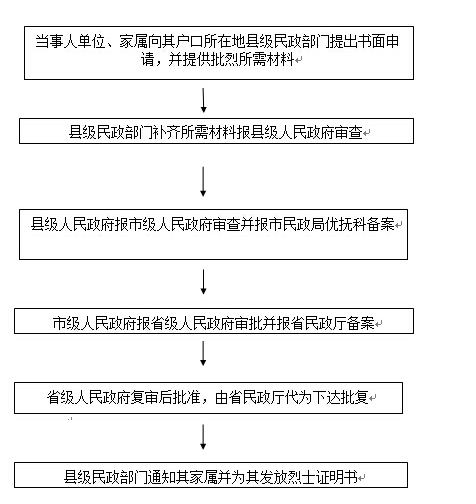 当事人单位、家属向其户口所在地县级民政部门提出书面申
请，并提供批烈所需材料
县级民政部门补齐所需材料报县级人民政府审查
县级人民政府报市级人民政府审查并报市民政局优抚科备案
市级人民政府报省级人民政府审批并报省民政厅备案
省级人民政府复审后批准，由省民政厅代为下达批复
县级民政部门通知其家属并为其发放烈士证明书